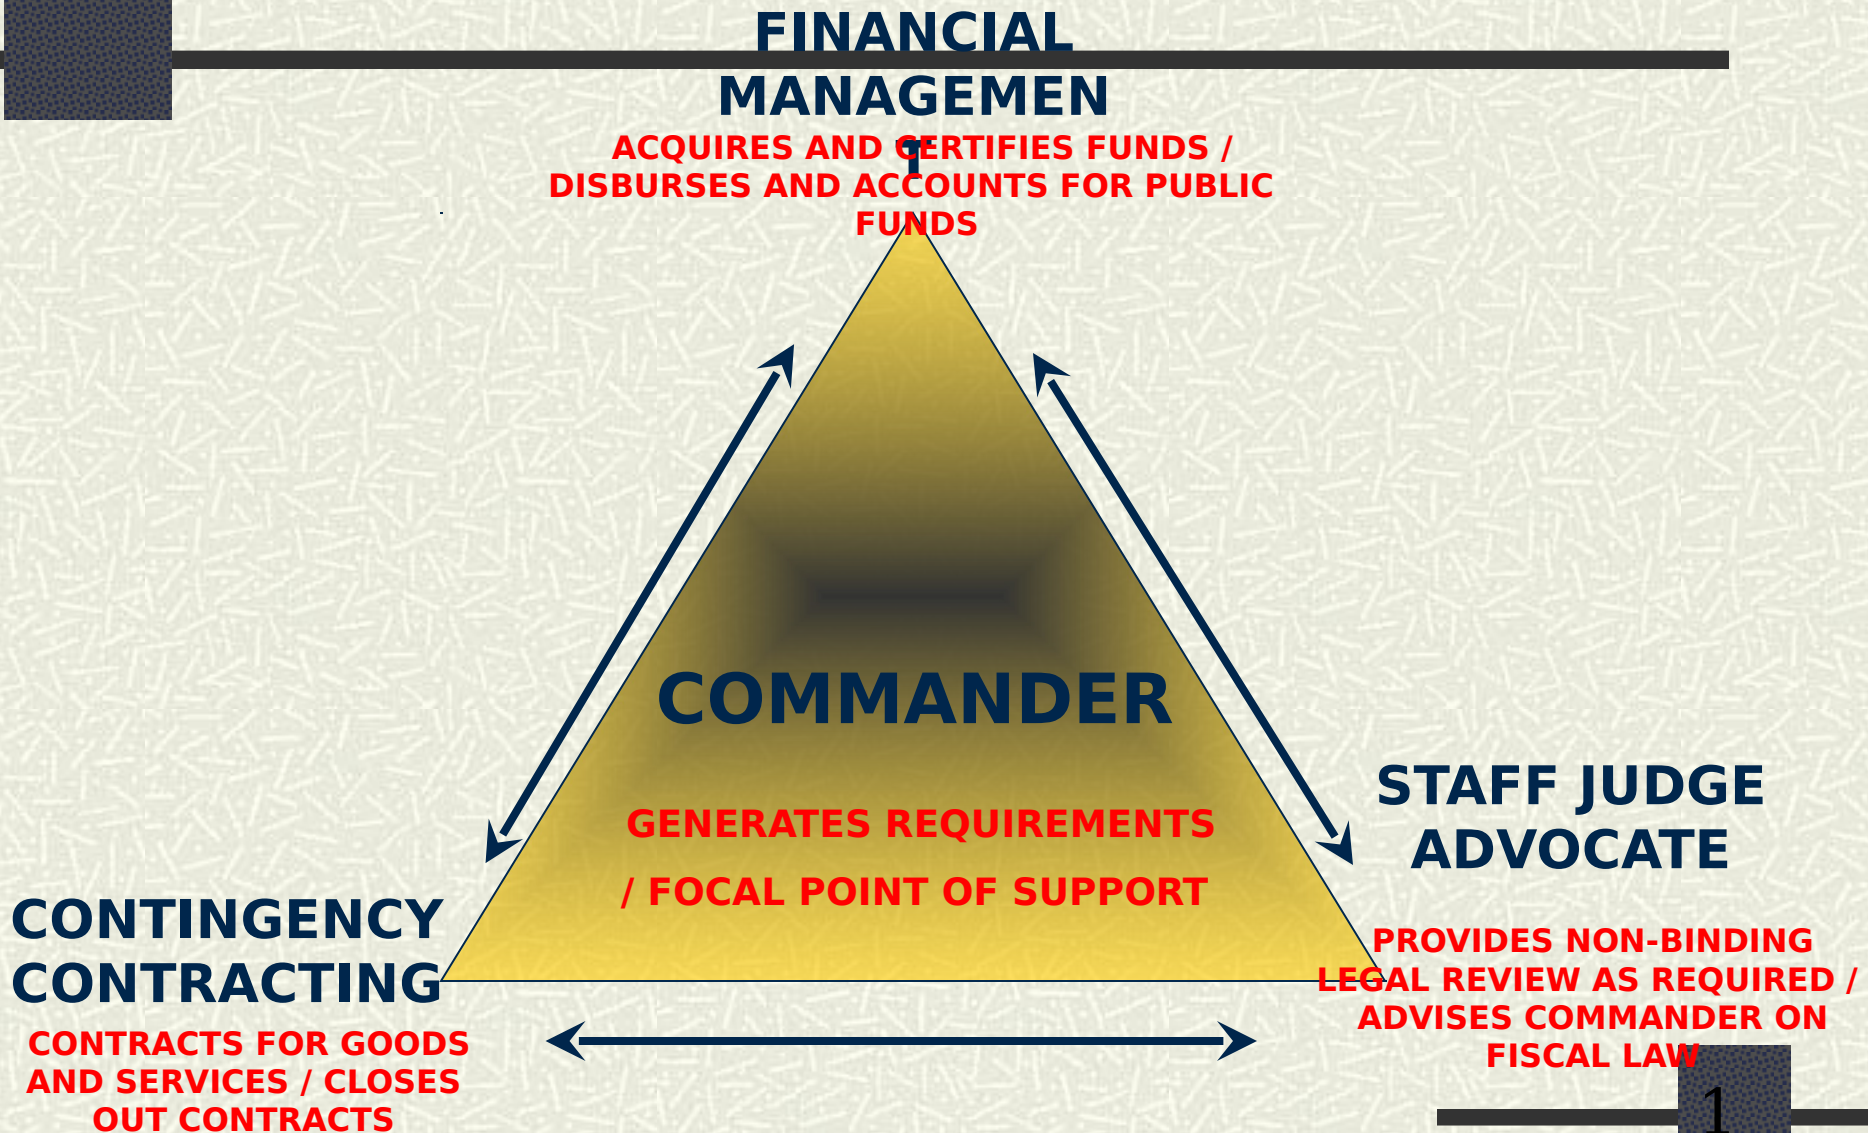 FINANCIAL
MANAGEMEN
T
ACQUIRES AND CERTIFIES FUNDS /
DISBURSES AND ACCOUNTS FOR PUBLIC
FUNDS
COMMANDER
GENERATES REQUIREMENTS
/ FOCAL POINT OF SUPPORT
STAFF JUDGE
ADVOCATE
PROVIDES NON-BINDING
LEGAL REVIEW AS REQUIRED /
ADVISES COMMANDER ON
FISCAL LAW
CONTINGENCY
CONTRACTING
CONTRACTS FOR GOODS
AND SERVICES / CLOSES
OUT CONTRACTS
1